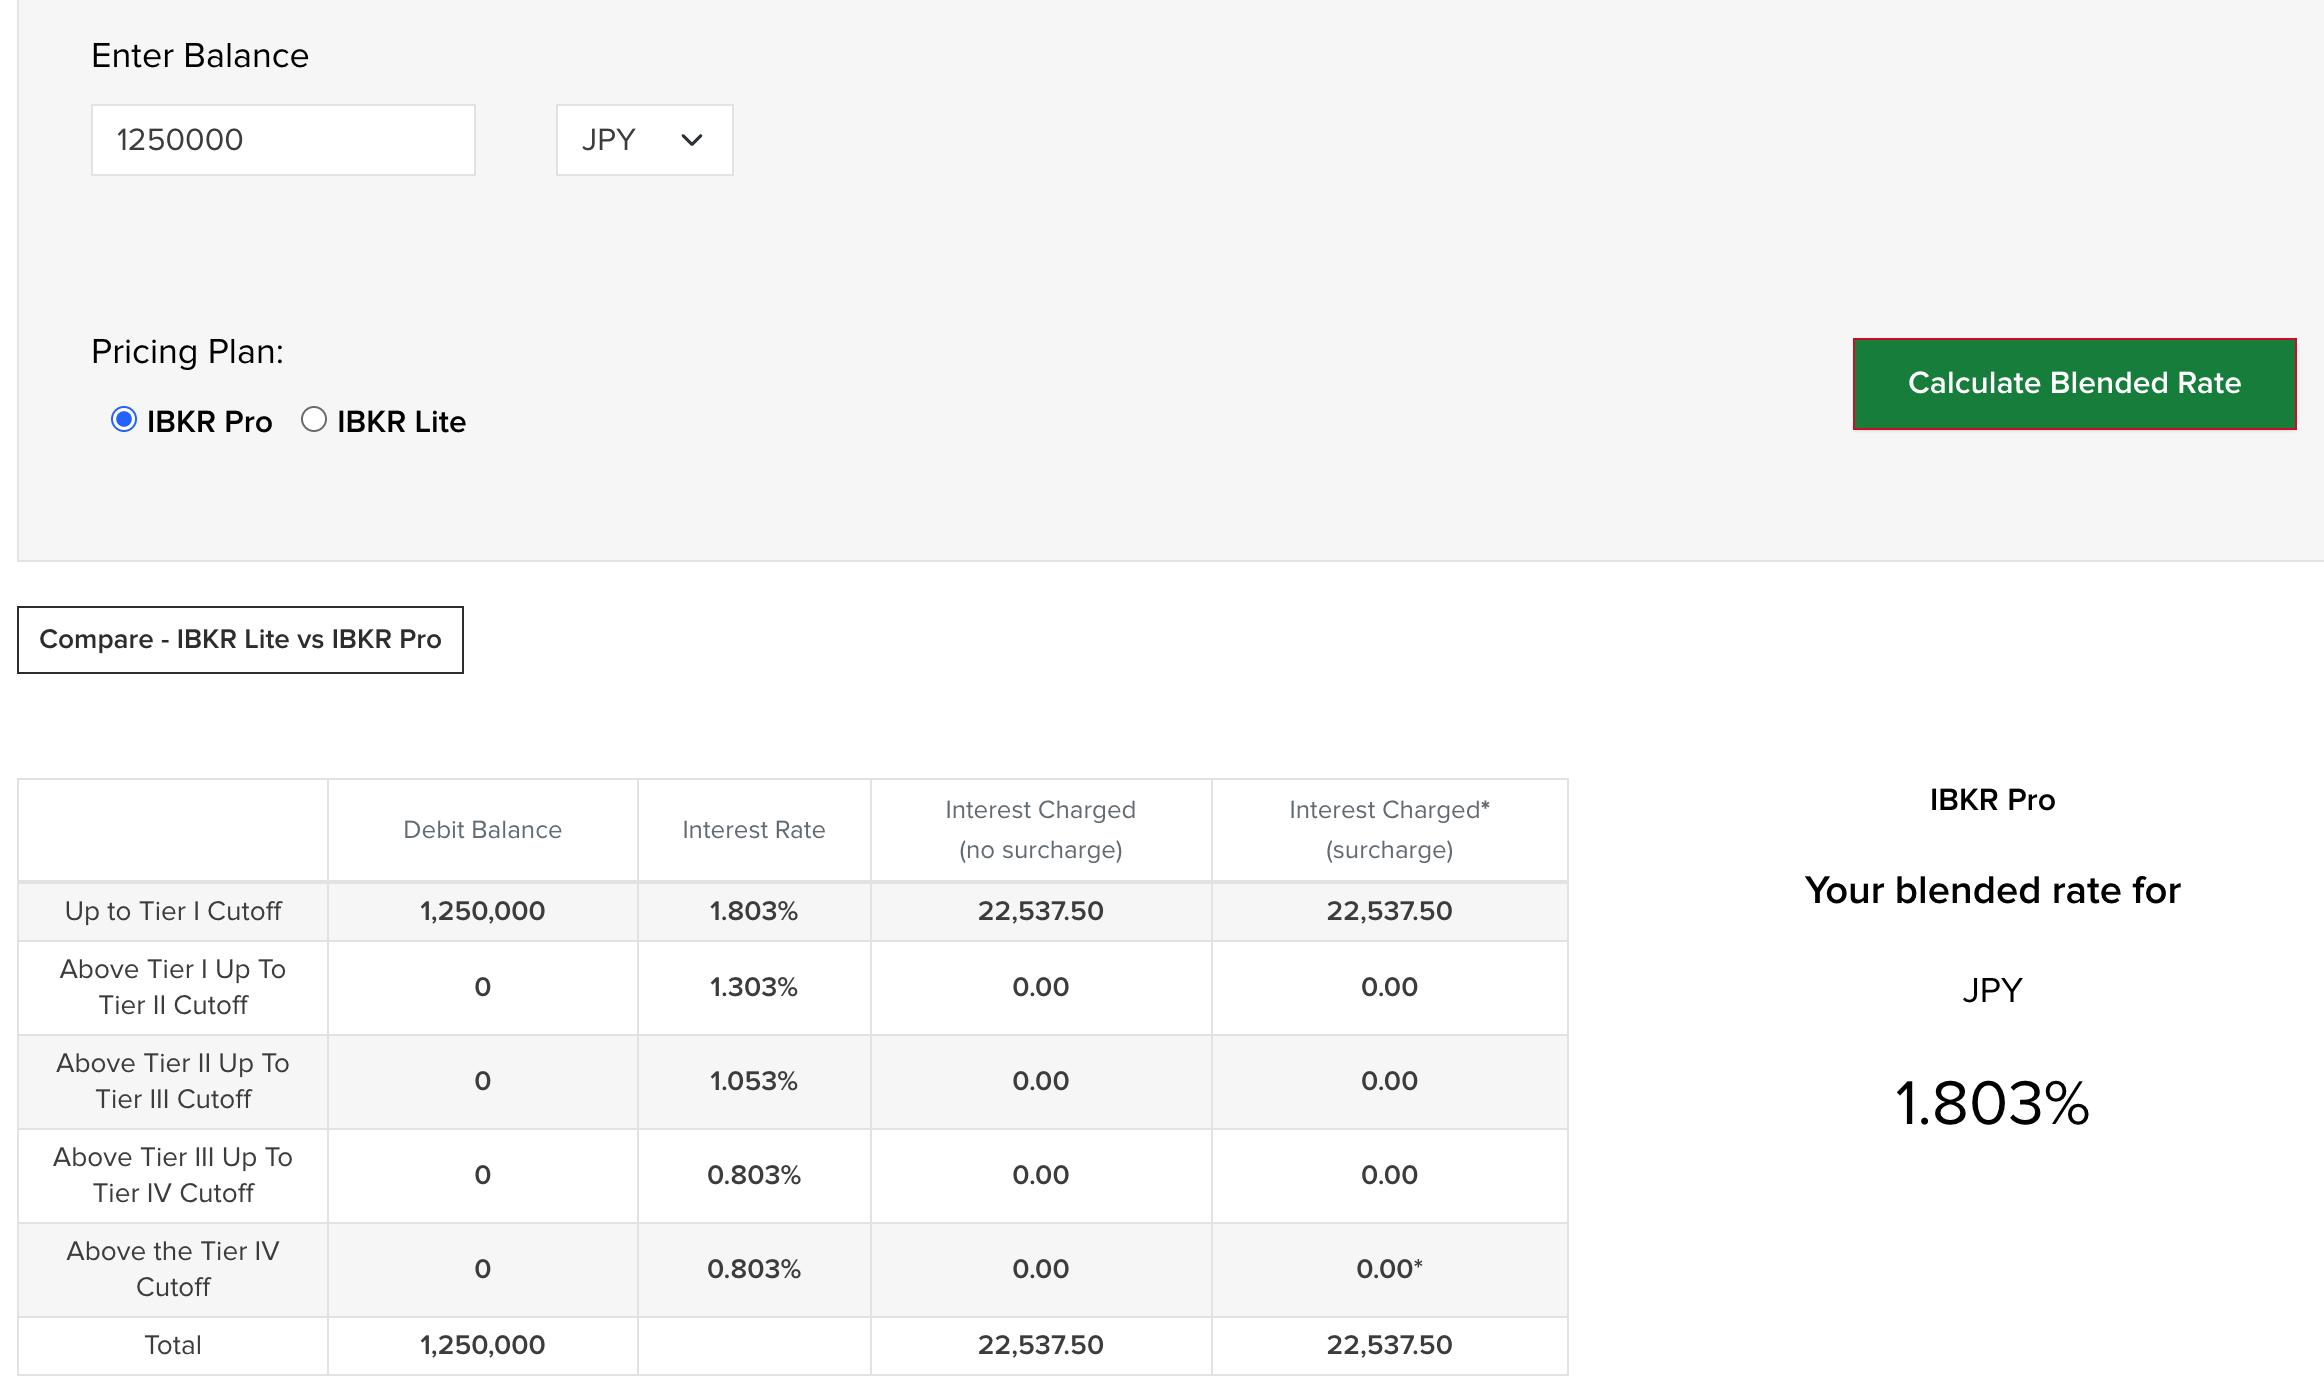 Enter Balance
1250000
JPY
Pricing Plan:
IBKR Pro
IBKR Lite
Calculate Blended Rate
Compare - IBKR Lite vs IBKR Pro
Debit Balance
Interest Rate
Interest Charged
(no surcharge)
Interest Charged*
(surcharge)
Up to Tier I Cutoff
1,250,000
1.803%
22,537.50
22,537.50
Above Tier I Up To
Tier II Cutoff
0
1.303%
0.00
0.00
Above Tier II Up To
Tier III Cutoff
0
1.053%
0.00
0.00
Above Tier III Up To
Tier IV Cutoff
0
0.803%
0.00
0.00
Above the Tier IV
Cutoff
0
0.803%
0.00
0.00*
Total
1,250,000
22,537.50
22,537.50
IBKR Pro
Your blended rate for
JPY
1.803%